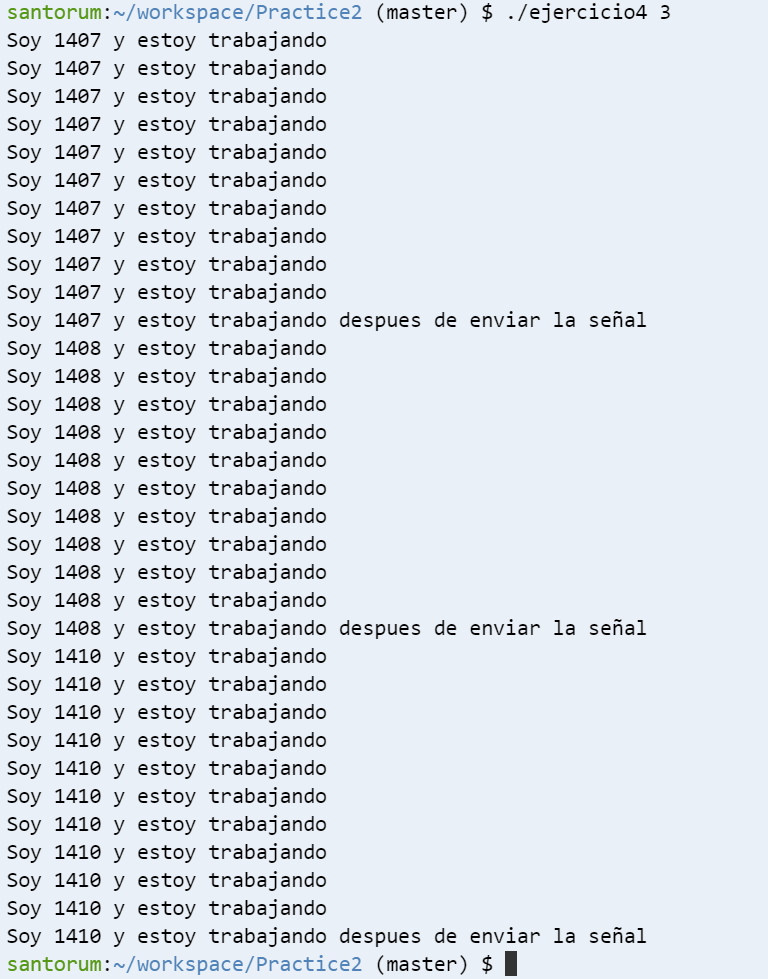 santorum:~/workspace/Practice2 (master) $ ./ejercicio4 3
Soy 1407 y estoy trabajando
Soy 1407 y estoy trabajando
Soy 1407 y estoy trabajando
Soy 1407 y estoy trabajando
Soy 1407 y estoy trabajando
Soy 1407 y estoy trabajando
Soy 1407 y estoy trabajando
Soy 1407 y estoy trabajando
Soy 1407 y estoy trabajando
Soy 1407 y estoy trabajando
Soy 1407 y estoy trabajando despues de enviar la señal
Soy 1408 y estoy trabajando
Soy 1408 y estoy trabajando
Soy 1408 y estoy trabajando
Soy 1408 y estoy trabajando
Soy 1408 y estoy trabajando
Soy 1408 y estoy trabajando
Soy 1408 y estoy trabajando
Soy 1408 y estoy trabajando
Soy 1408 y estoy trabajando
Soy 1408 y estoy trabajando
Soy 1408 y estoy trabajando despues de enviar la señal
Soy 1410 y estoy trabajando
Soy 1410 y estoy trabajando
Soy 1410 y estoy trabajando
Soy 1410 y estoy trabajando
Soy 1410 y estoy trabajando
Soy 1410 y estoy trabajando
Soy 1410 y estoy trabajando
Soy 1410 y estoy trabajando
Soy 1410 y estoy trabajando
Soy 1410 y estoy trabajando
Soy 1410 y estoy trabajando despues de enviar la señal
santorum:~/workspace/Practice2 (master) $